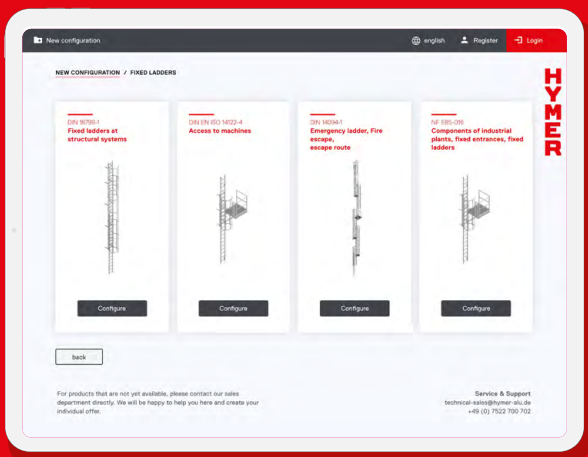 New configuration
english
Register
Login
NEW CONFIGURATION / FIXED LADDERS
HYMER
DIN 18799-1
Fixed ladders at
structural systems
Configure
DIN EN ISO 14122-4
Access to machines
Configure
DIN 14094-1
Emergency ladder, Fire
escape,
escape route
Configure
NF E85-016
Components of industrial
plants, fixed entrances, fixed
ladders
Configure
back
For products that are not yet available, please contact our sales
department directly. We will be happy to help you here and create your
individual offer.
Service & Support
technical-sales@hymer-alu.de
+49 (0) 7522 700 702